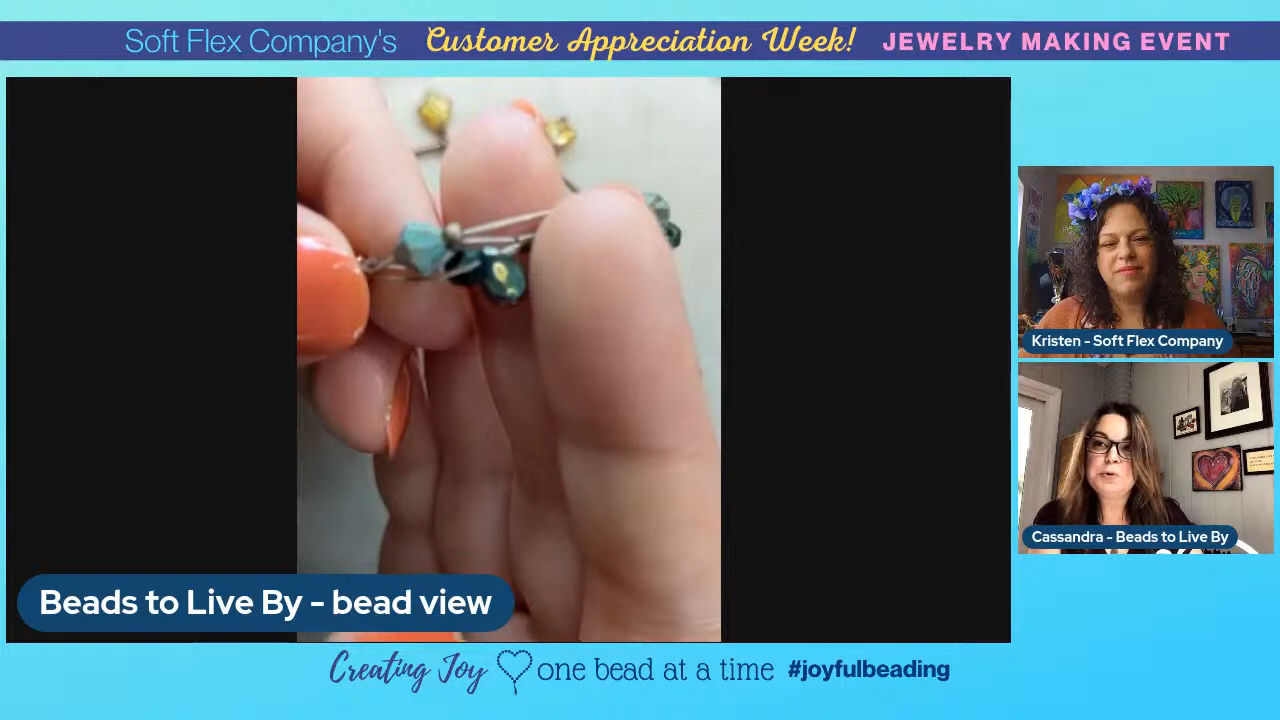 Soft Flex Company's Customer Appreciation Week! JEWELRY MAKING EVENT
Kristen - Soft Flex Company
Cassandra - Beads to Live By
Beads to Live By - bead view
Creating Joy one bead at a time #joyfulbeading